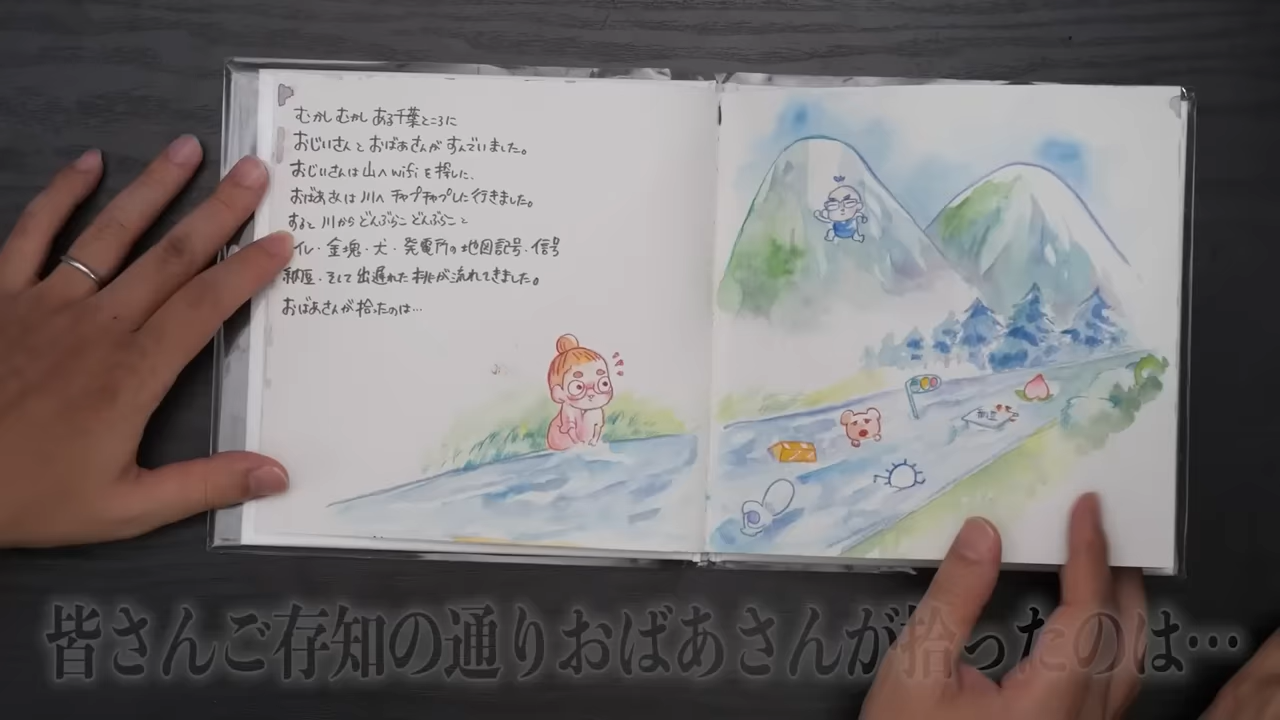 むかしむかし ある千葉ところに
おじいさんとおばあさんがすんでいました。
おじいさんは山へwifiを探しに、
おばあさんは川へチャプチャプしに行きました。
すると川からどんぶらこどんぶらこと
イレ・金塊・犬・発電所の地図記号・信号
納豆・そして出遅れた桃が流れてきました。
おばあさんが拾ったのは…
納豆
皆さんご存知の通りおばあさんが拾ったのは…